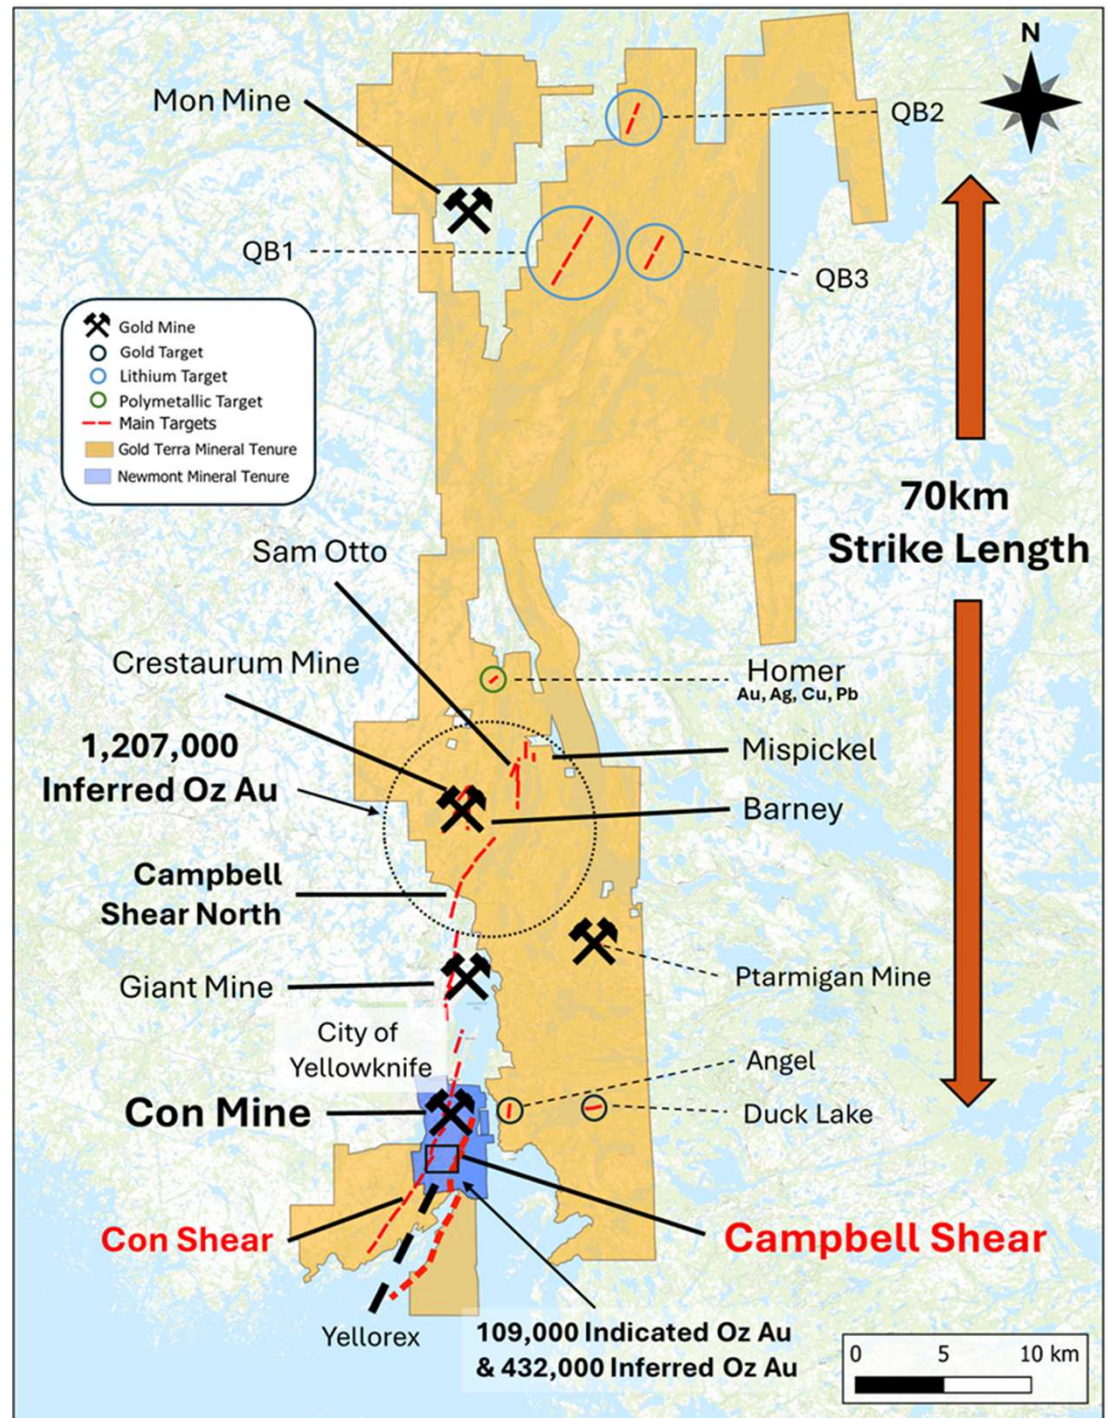 N
Mon Mine
QB2
QB1
QB3
Gold Mine
Gold Target
Lithium Target
Polymetallic Target
Main Targets
Gold Terra Mineral Tenure
Newmont Mineral Tenure
70km
Strike Length
Sam Otto
Crestaurum Mine
Homer
Au, Ag, Cu, Pb
1,207,000
Inferred Oz Au
Mispickel
Barney
Campbell
Shear North
Giant Mine
Ptarmigan Mine
City of
Yellowknife
Angel
Con Mine
Duck Lake
Con Shear
Campbell Shear
Yellorex
109,000 Indicated Oz Au
& 432,000 Inferred Oz Au
0 5 10 km